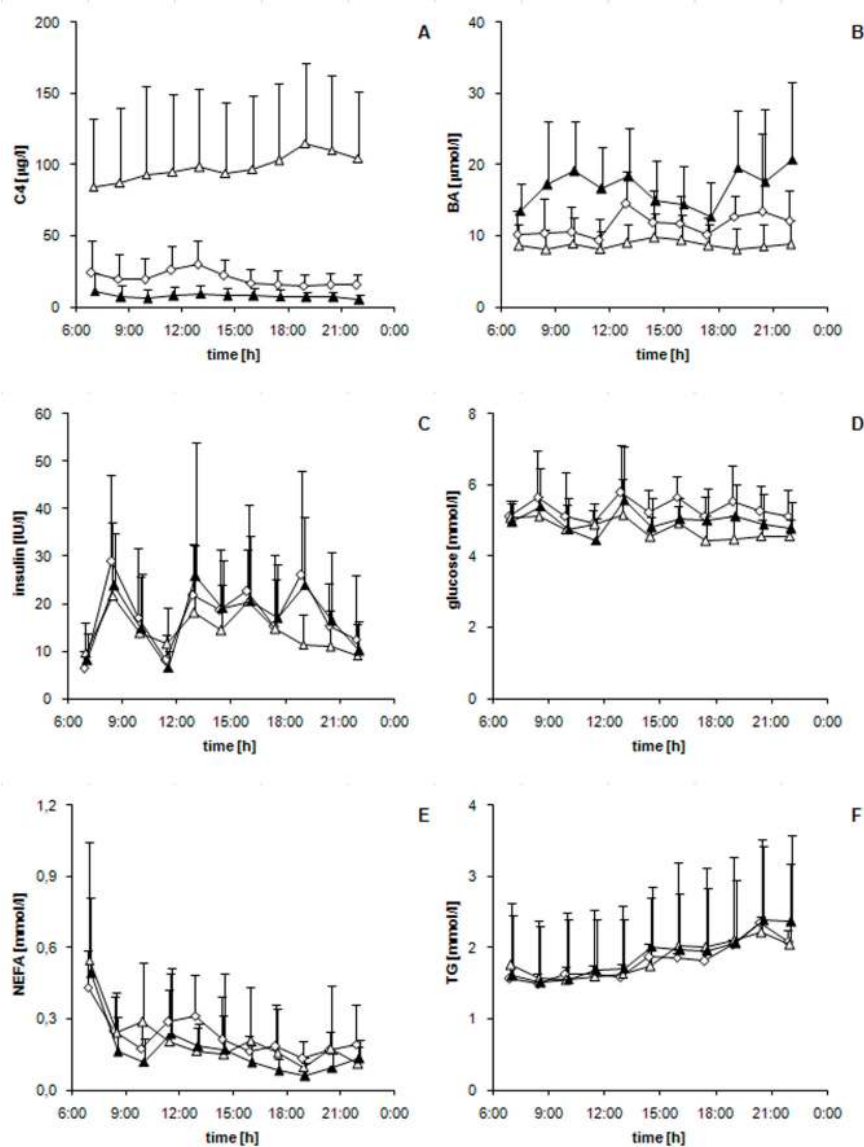 A
C4 [µg/l]
200
150
100
50
0
6:00 9:00 12:00 15:00 18:00 21:00 0:00
time [h]
B
BA [µmol/l]
40
30
20
10
0
6:00 9:00 12:00 15:00 18:00 21:00 0:00
time [h]
C
insulin [IU/l]
60
50
40
30
20
10
0
6:00 9:00 12:00 15:00 18:00 21:00 0:00
time [h]
D
glucose [mmol/l]
8
6
4
2
0
6:00 9:00 12:00 15:00 18:00 21:00 0:00
time [h]
E
NEFA [mmol/l]
1,2
0,9
0,6
0,3
0,0
6:00 9:00 12:00 15:00 18:00 21:00 0:00
time [h]
F
TG [mmol/l]
4
3
2
1
0
6:00 9:00 12:00 15:00 18:00 21:00 0:00
time [h]